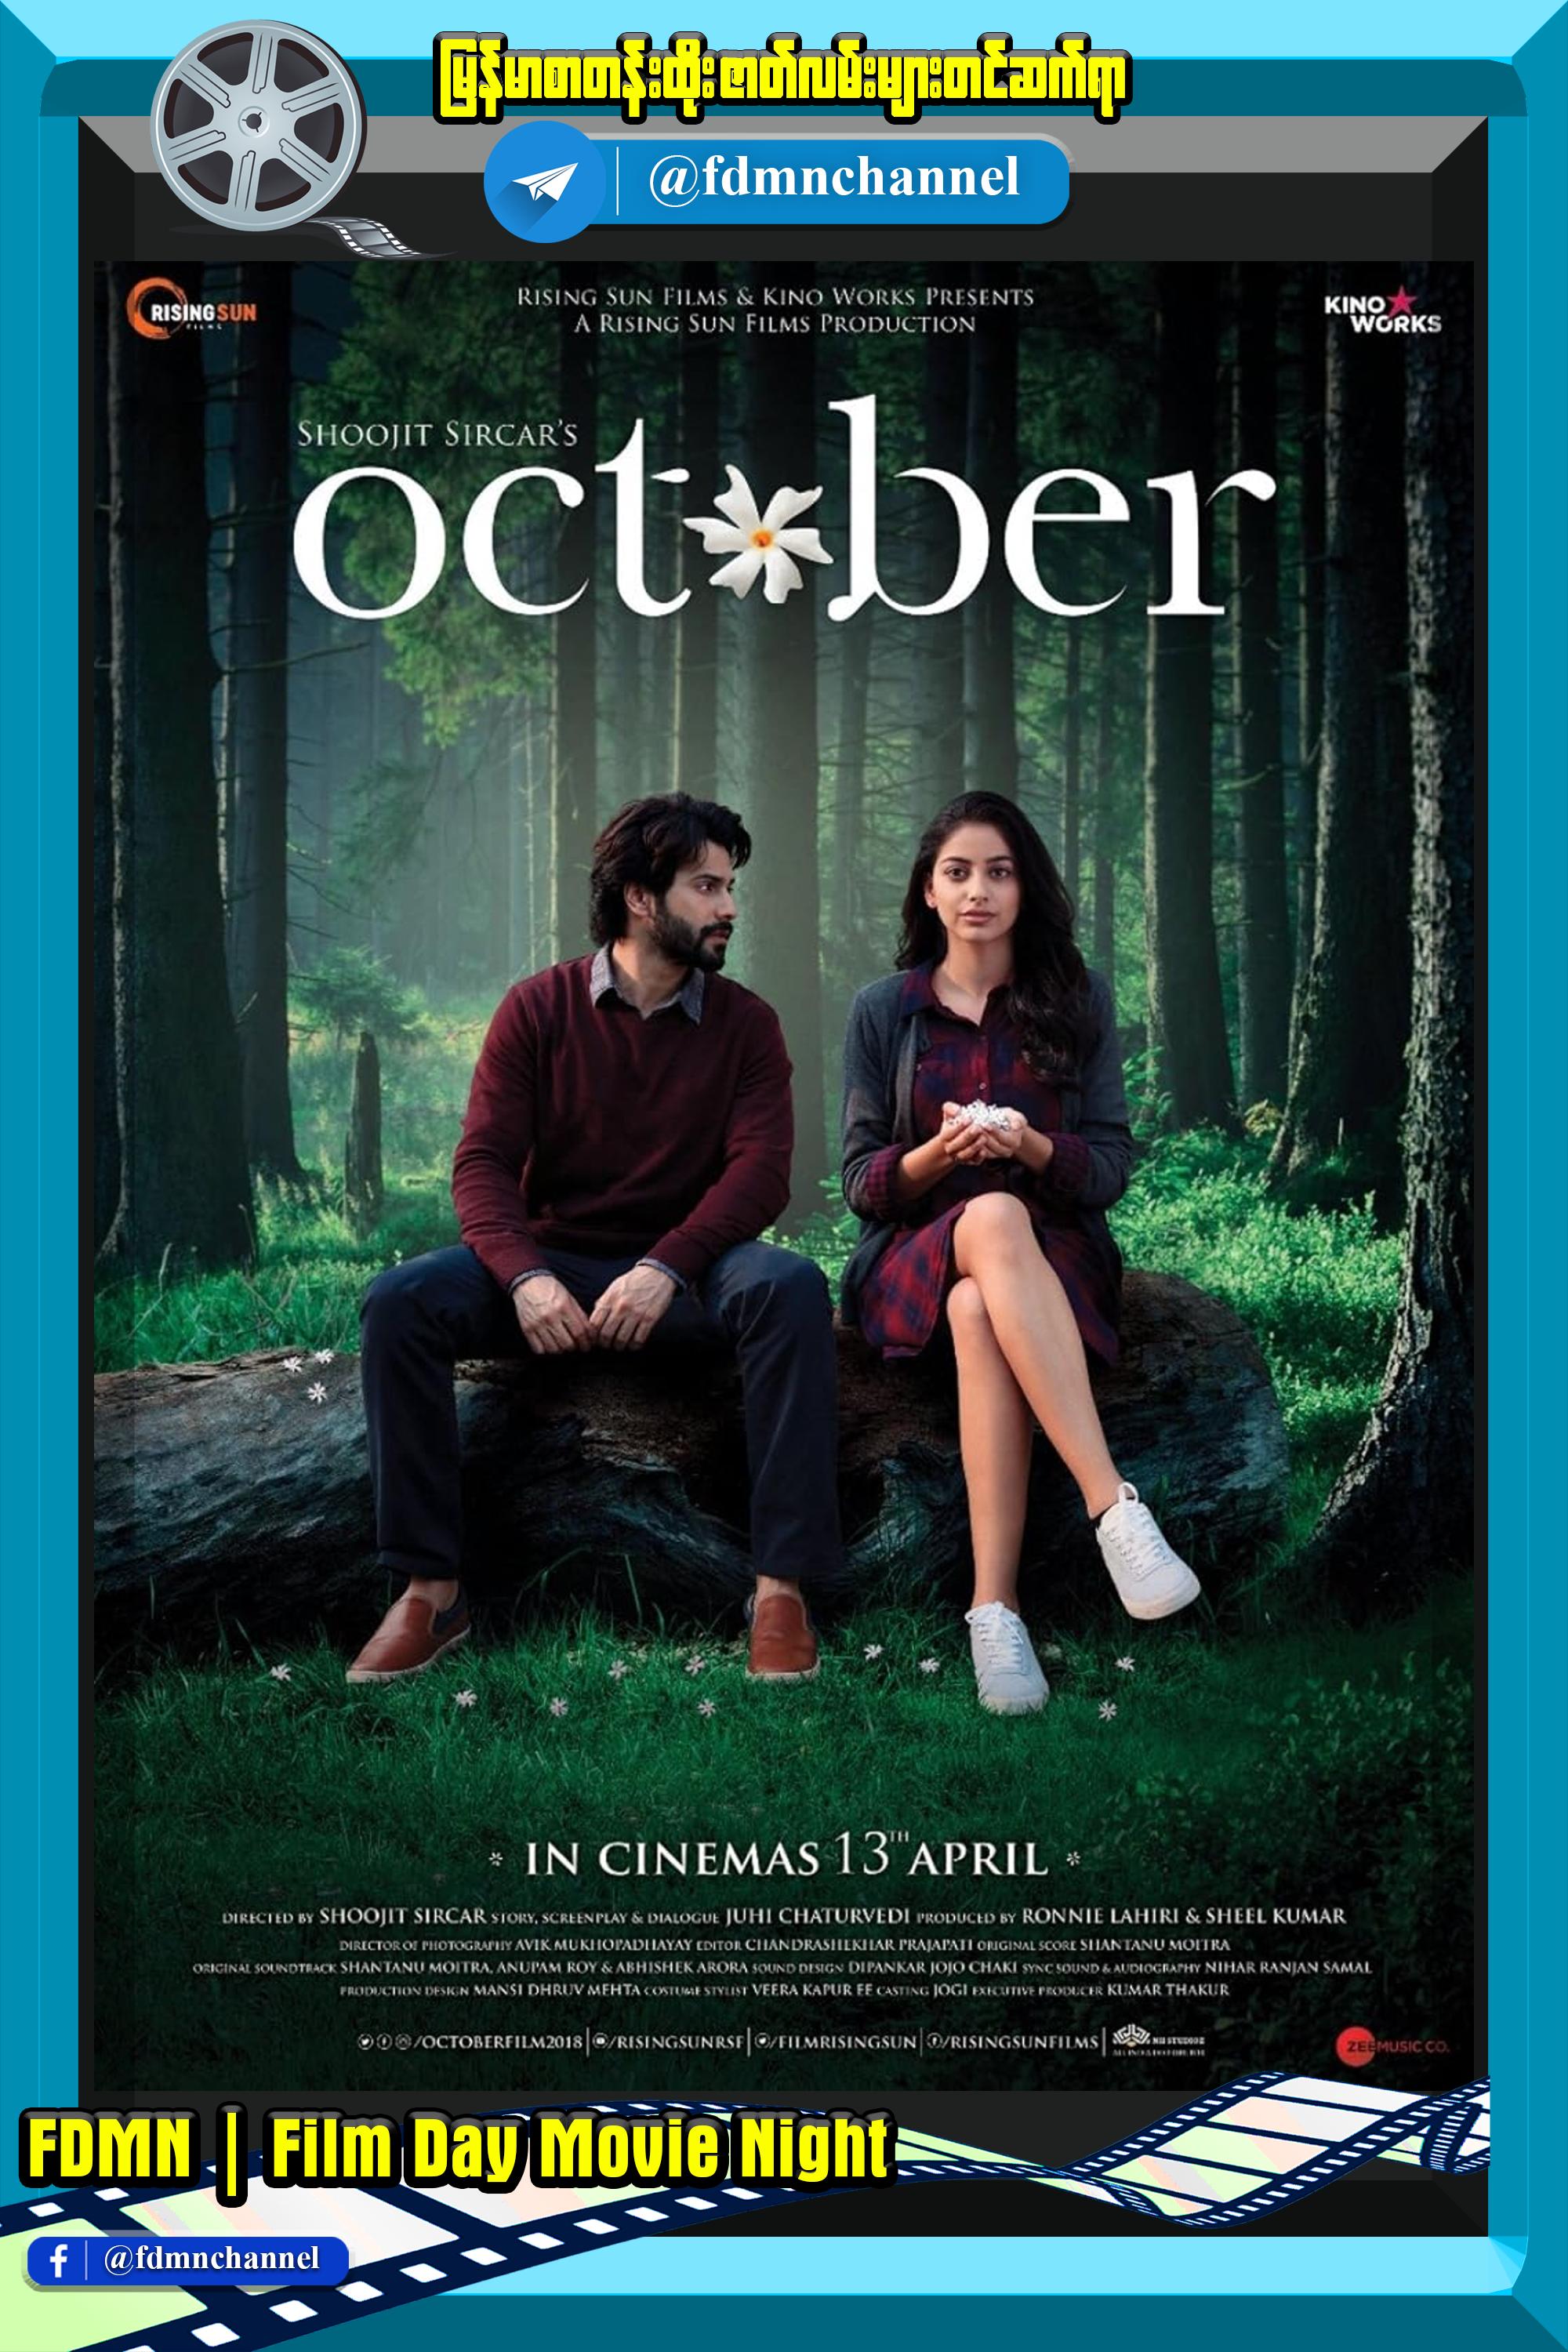 မြန်မာစာတန်းထိုး ဇာတ်လမ်းများတင်ဆက်ရာ
@fdmnchannel
RISING SUN
FILMS
RISING SUN FILMS & KINO WORKS PRESENTS
A RISING SUN FILMS PRODUCTION
KINO
WORKS
SHOOJIT SIRCAR'S
october
IN CINEMAS 13TH APRIL
DIRECTED BY SHOOJIT SIRCAR STORY, SCREENPLAY & DIALOGUE JUHI CHATURVEDI PRODUCED BY RONNIE LAHIRI & SHEEL KUMAR
DIRECTOR OF PHOTOGRAPHY AVIK MUKHOPADHAYAY EDITOR CHANDRASHEKHAR PRAJAPATI ORIGINAL SCORE SHANTANU MOITRA
ORIGINAL SOUNDTRACK SHANTANU MOITRA, ANUPAM ROY & ABHISHEK ARORA SOUND DESIGN DIPANKAR JOJO CHAKI SYNC SOUND & AUDIOGRAPHY NIHAR RANJAN SAMAL
PRODUCTION DESIGN MANSI DHRUV MEHTA COSTUME STYLIST VEERA KAPUR EE CASTING JOGI EXECUTIVE PRODUCER KUMAR THAKUR
/OCTOBERFILM2018 | /RISINGSUNRSF | /FILMRISINGSUN | /RISINGSUNFILMS | NH STUDIOZ
ZEE MUSIC CO.
FDMN | Film Day Movie Night
@fdmnchannel